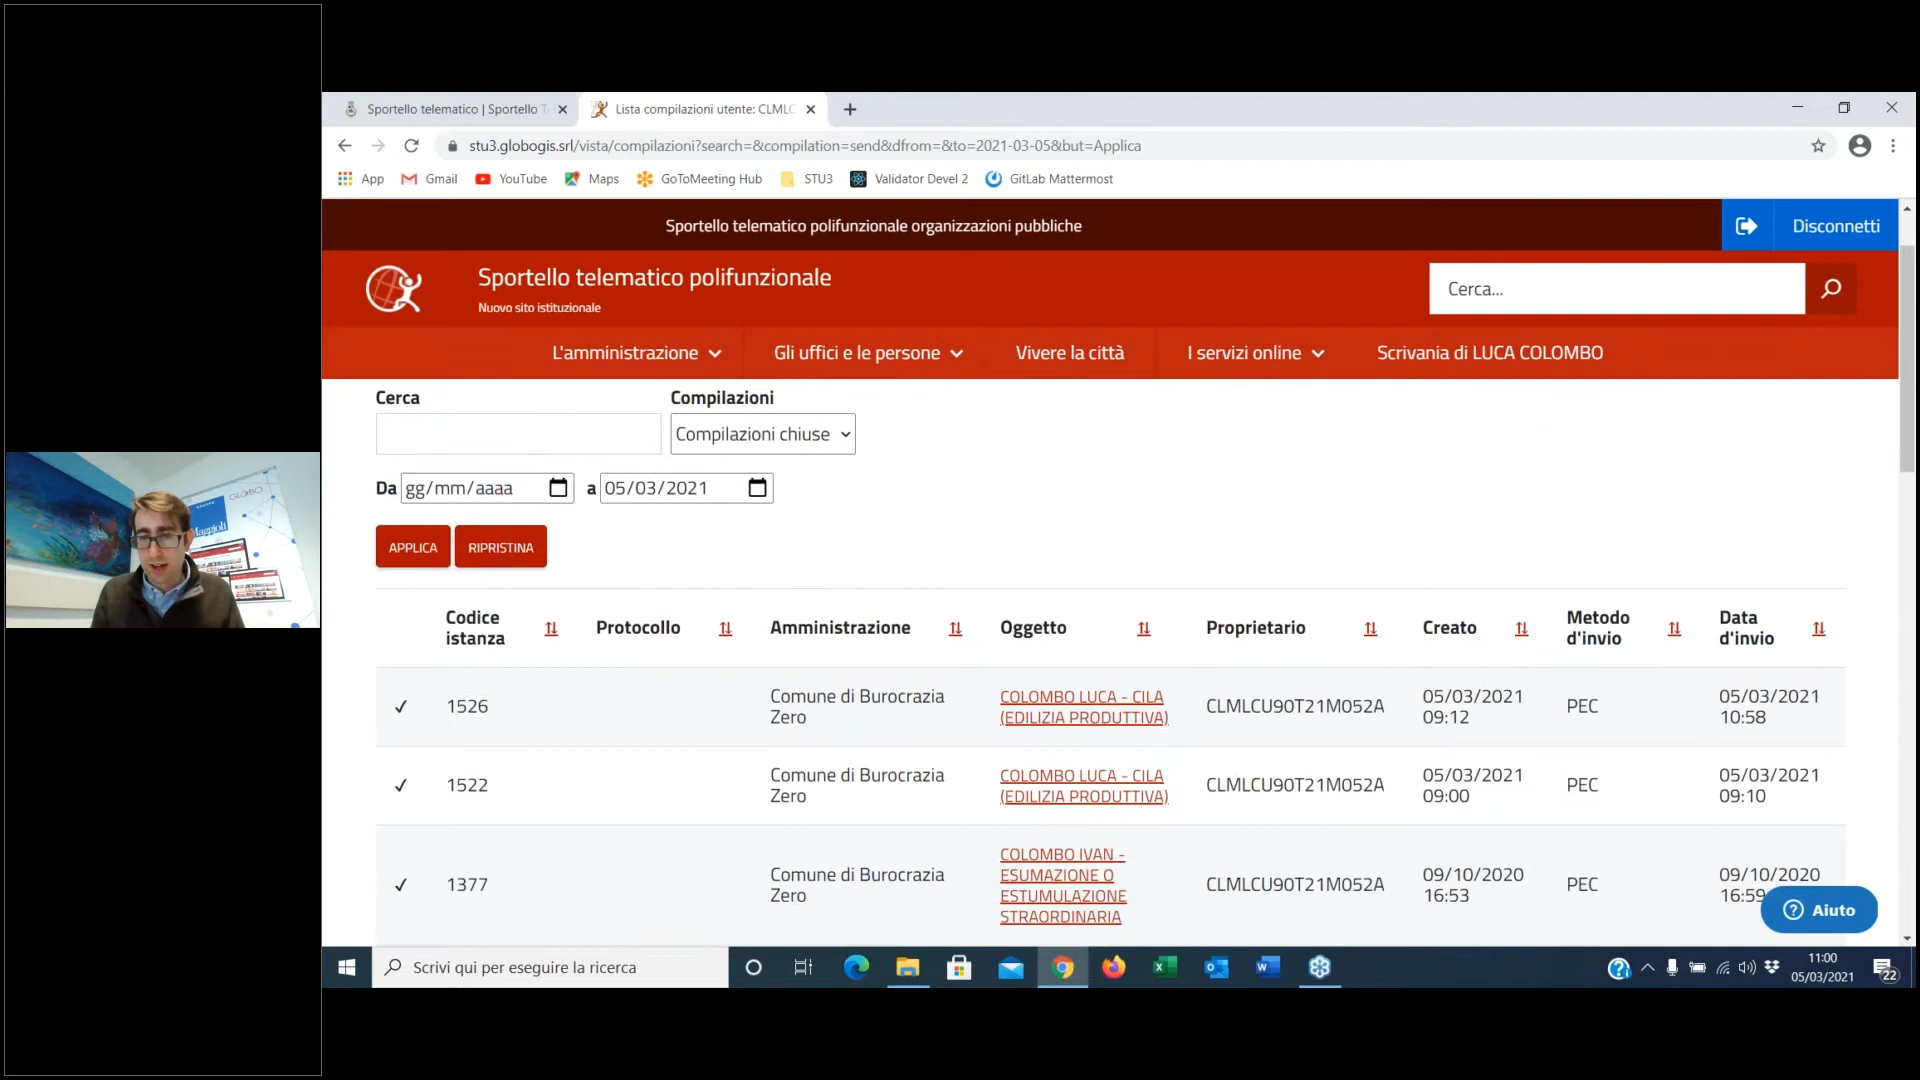 GLOBO
Maggioli
Sportello telematico | Sportello T
Lista compilazioni utente: CLMLC
stu3.globogis.srl/vista/compilazioni?search=&compilation=send&dfrom=&to=2021-03-05&but=Applica
App
Gmail
YouTube
Maps
GoToMeeting Hub
STU3
Validator Devel 2
GitLab Mattermost
Sportello telematico polifunzionale organizzazioni pubbliche
Disconnetti
Sportello telematico polifunzionale
Nuovo sito istituzionale
Cerca...
L'amministrazione
Gli uffici e le persone
Vivere la città
I servizi online
Scrivania di LUCA COLOMBO
Cerca
Compilazioni
Compilazioni chiuse
Da gg/mm/aaaa a 05/03/2021
APPLICA
RIPRISTINA
Codice istanza
Protocollo
Amministrazione
Oggetto
Proprietario
Creato
Metodo d'invio
Data d'invio
1526
Comune di Burocrazia
Zero
COLOMBO LUCA - CILA
(EDILIZIA PRODUTTIVA)
CLMLCU90T21M052A
05/03/2021
09:12
PEC
05/03/2021
10:58
1522
Comune di Burocrazia
Zero
COLOMBO LUCA - CILA
(EDILIZIA PRODUTTIVA)
CLMLCU90T21M052A
05/03/2021
09:00
PEC
05/03/2021
09:10
1377
Comune di Burocrazia
Zero
COLOMBO IVAN -
ESUMAZIONE O
ESTUMULAZIONE
STRAORDINARIA
CLMLCU90T21M052A
09/10/2020
16:53
PEC
09/10/2020
16:59
Aiuto
Scrivi qui per eseguire la ricerca
11:00
05/03/2021
22